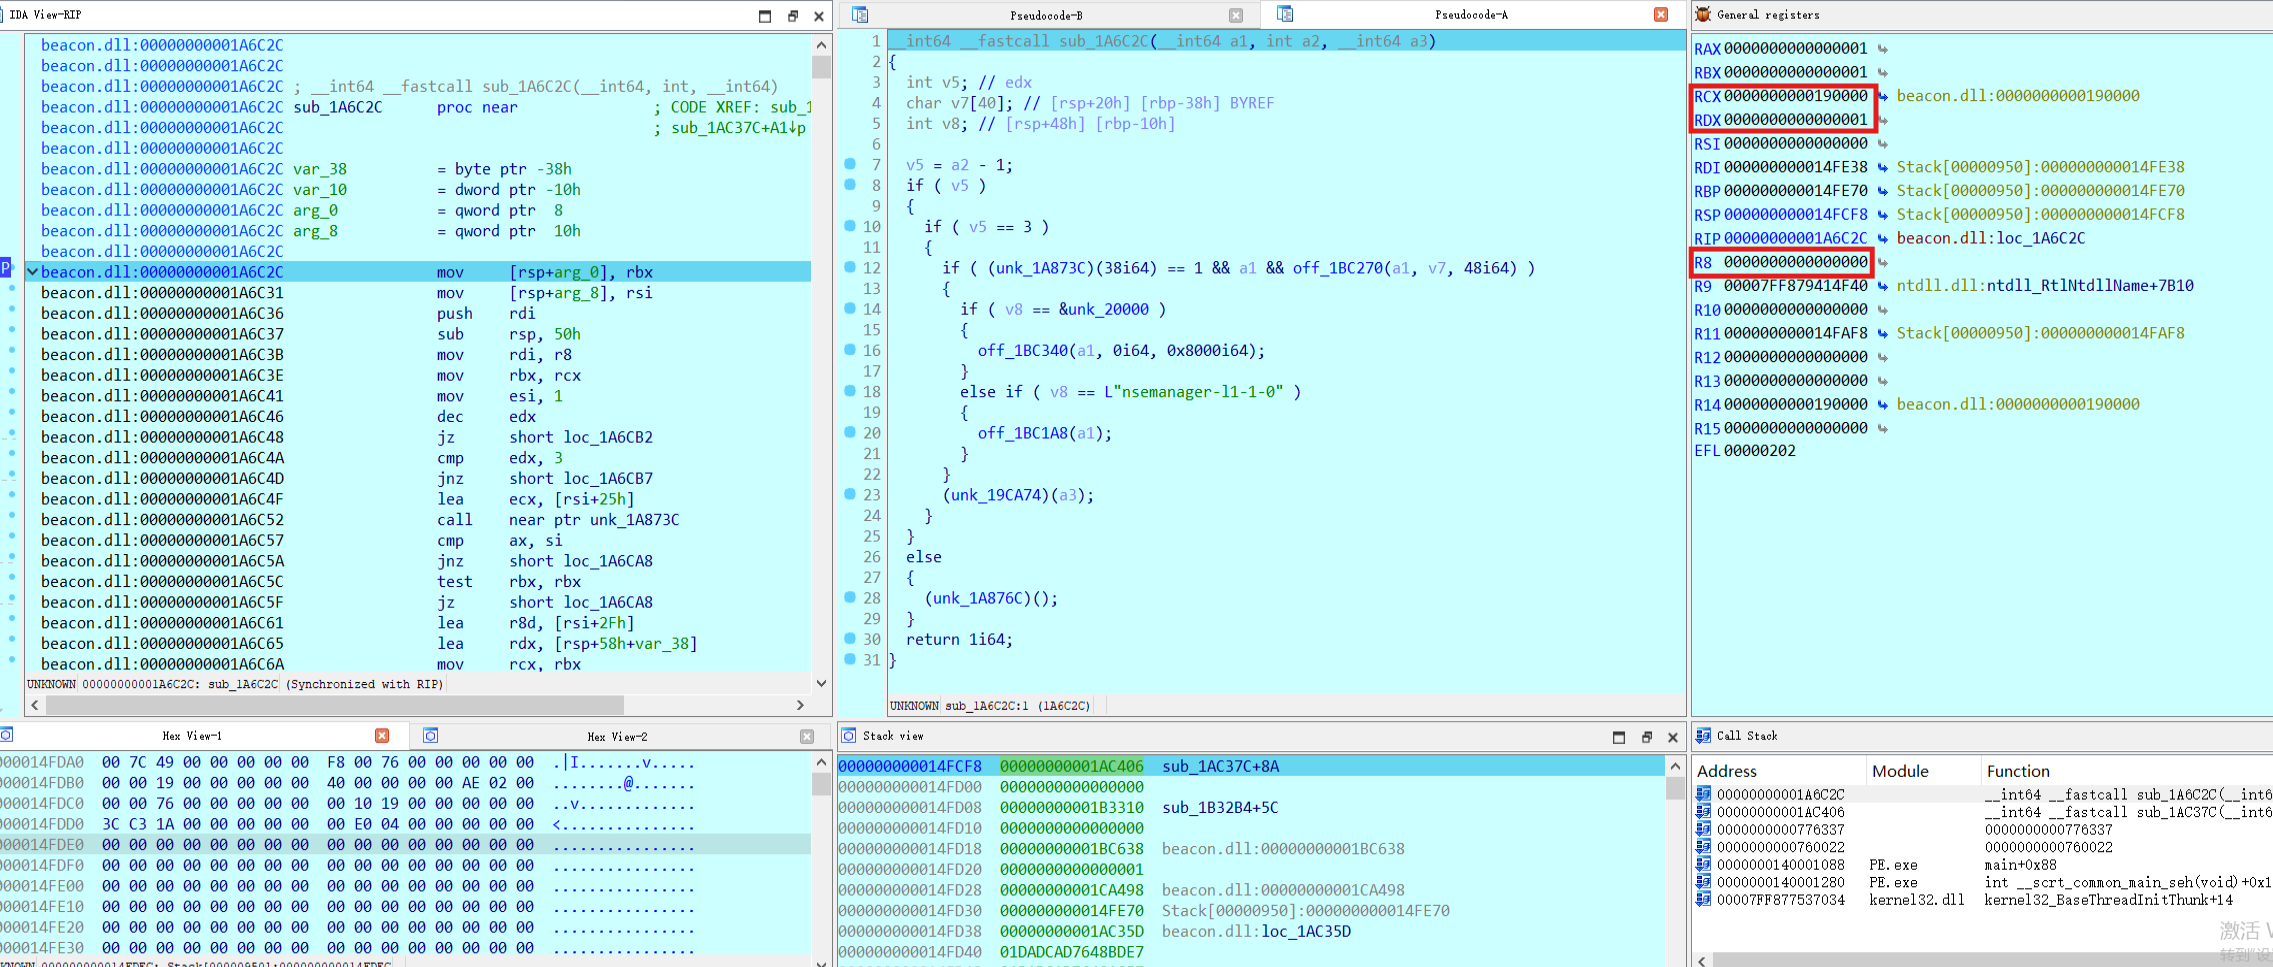 IDA View-RIP
beacon.dll:00000000001A6C2C
beacon.dll:00000000001A6C2C
beacon.dll:00000000001A6C2C ; __int64 __fastcall sub_1A6C2C(__int64, int, __int64)
beacon.dll:00000000001A6C2C sub_1A6C2C proc near ; CODE XREF: sub_1
beacon.dll:00000000001A6C2C ; sub_1AC37C+A1↓p
beacon.dll:00000000001A6C2C
beacon.dll:00000000001A6C2C var_38 = byte ptr -38h
beacon.dll:00000000001A6C2C var_10 = dword ptr -10h
beacon.dll:00000000001A6C2C arg_0 = qword ptr 8
beacon.dll:00000000001A6C2C arg_8 = qword ptr 10h
beacon.dll:00000000001A6C2C
beacon.dll:00000000001A6C2C mov [rsp+arg_0], rbx
beacon.dll:00000000001A6C31 mov [rsp+arg_8], rsi
beacon.dll:00000000001A6C36 push rdi
beacon.dll:00000000001A6C37 sub rsp, 50h
beacon.dll:00000000001A6C3B mov rdi, r8
beacon.dll:00000000001A6C3E mov rbx, rcx
beacon.dll:00000000001A6C41 mov esi, 1
beacon.dll:00000000001A6C46 dec edx
beacon.dll:00000000001A6C48 jz short loc_1A6CB2
beacon.dll:00000000001A6C4A cmp edx, 3
beacon.dll:00000000001A6C4D jnz short loc_1A6CB7
beacon.dll:00000000001A6C4F lea ecx, [rsi+25h]
beacon.dll:00000000001A6C52 call near ptr unk_1A873C
beacon.dll:00000000001A6C57 cmp ax, si
beacon.dll:00000000001A6C5A jnz short loc_1A6CA8
beacon.dll:00000000001A6C5C test rbx, rbx
beacon.dll:00000000001A6C5F jz short loc_1A6CA8
beacon.dll:00000000001A6C61 lea r8d, [rsi+2Fh]
beacon.dll:00000000001A6C65 lea rdx, [rsp+58h+var_38]
beacon.dll:00000000001A6C6A mov rcx, rbx
UNKNOWN 00000000001A6C2C: sub_1A6C2C (Synchronized with RIP)
Pseudocode-B
Pseudocode-A
1 __int64 __fastcall sub_1A6C2C(__int64 a1, int a2, __int64 a3)
2 {
3 int v5; // edx
4 char v7[40]; // [rsp+20h] [rbp-38h] BYREF
5 int v8; // [rsp+48h] [rbp-10h]
6
7 v5 = a2 - 1;
8 if ( v5 )
9 {
10 if ( v5 == 3 )
11 {
12 if ( (unk_1A873C)(38i64) == 1 && a1 && off_1BC270(a1, v7, 48i64) )
13 {
14 if ( v8 == &unk_20000 )
15 {
16 off_1BC340(a1, 0i64, 0x8000i64);
17 }
18 else if ( v8 == L"nsemanager-l1-1-0" )
19 {
20 off_1BC1A8(a1);
21 }
22 }
23 (unk_19CA74)(a3);
24 }
25 }
26 else
27 {
28 (unk_1A876C)();
29 }
30 return 1i64;
31 }
UNKNOWN sub_1A6C2C:1 (1A6C2C)
General registers
RAX 0000000000000001
RBX 0000000000000001
RCX 0000000000190000 beacon.dll:0000000000190000
RDX 0000000000000001
RSI 0000000000000000
RDI 000000000014FE38 Stack[00000950]:000000000014FE38
RBP 000000000014FE70 Stack[00000950]:000000000014FE70
RSP 000000000014FCF8 Stack[00000950]:000000000014FCF8
RIP 00000000001A6C2C beacon.dll:loc_1A6C2C
R8 0000000000000000
R9 00007FF879414F40 ntdll.dll:ntdll_RtlNtdllName+7B10
R10 0000000000000000
R11 000000000014FAF8 Stack[00000950]:000000000014FAF8
R12 0000000000000000
R13 0000000000000000
R14 0000000000190000 beacon.dll:0000000000190000
R15 0000000000000000
EFL 00000202
Hex View-1
Hex View-2
000014FDA0 00 7C 49 00 00 00 00 00 F8 00 76 00 00 00 00 00 .|I.......v.....
000014FDB0 00 00 19 00 00 00 00 00 40 00 00 00 00 AE 02 00 ........@.......
000014FDC0 00 00 76 00 00 00 00 00 00 10 19 00 00 00 00 00 ..v.............
000014FDD0 3C C3 1A 00 00 00 00 00 00 E0 04 00 00 00 00 00 <...............
000014FDE0 00 00 00 00 00 00 00 00 00 00 00 00 00 00 00 00 ................
000014FDF0 00 00 00 00 00 00 00 00 00 00 00 00 00 00 00 00 ................
000014FE00 00 00 00 00 00 00 00 00 00 00 00 00 00 00 00 00 ................
000014FE10 00 00 00 00 00 00 00 00 00 00 00 00 00 00 00 00 ................
000014FE20 00 00 00 00 00 00 00 00 00 00 00 00 00 00 00 00 ................
000014FE30 00 00 00 00 00 00 00 00 00 00 00 00 00 00 00 00 ................
Stack view
000000000014FCF8 00000000001AC406 sub_1AC37C+8A
000000000014FD00 0000000000000000
000000000014FD08 00000000001B3310 sub_1B32B4+5C
000000000014FD10 0000000000000000
000000000014FD18 00000000001BC638 beacon.dll:00000000001BC638
000000000014FD20 0000000000000001
000000000014FD28 00000000001CA498 beacon.dll:00000000001CA498
000000000014FD30 000000000014FE70 Stack[00000950]:000000000014FE70
000000000014FD38 00000000001AC35D beacon.dll:loc_1AC35D
000000000014FD40 01DADCAD7648BDE7
Call Stack
Address Module Function
00000000001A6C2C __int64 __fastcall sub_1A6C2C(__int6
00000000001AC406 __int64 __fastcall sub_1AC37C(__int6
0000000000776337 0000000000776337
0000000000760022 0000000000760022
0000000140001088 PE.exe main+0x88
0000000140001280 PE.exe int __scrt_common_main_seh(void)+0x1
00007FF877537034 kernel32.dll kernel32_BaseThreadInitThunk+14
激活